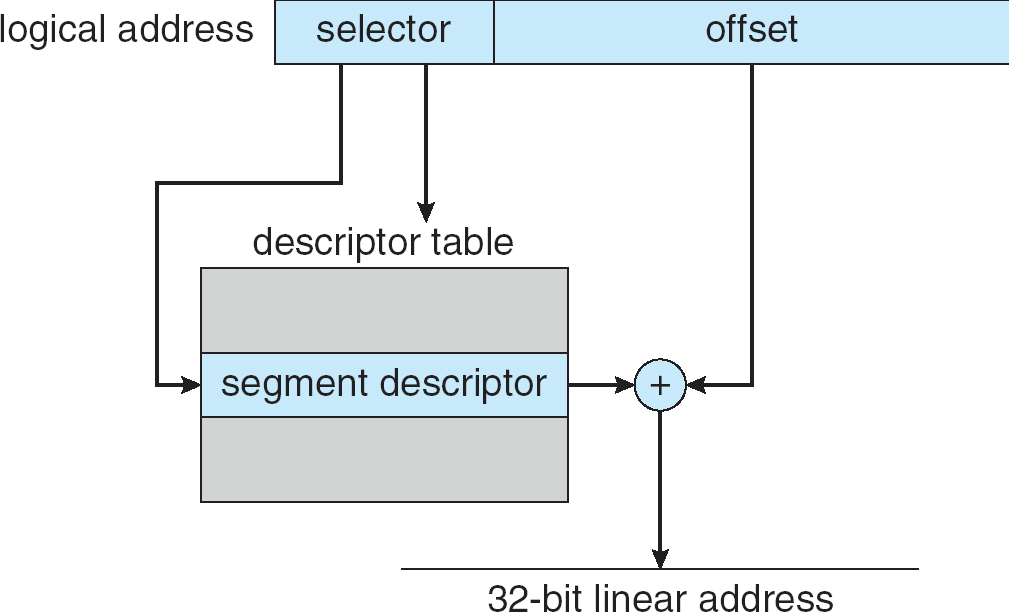 logical address selector offset
descriptor table
segment descriptor +
32-bit linear address